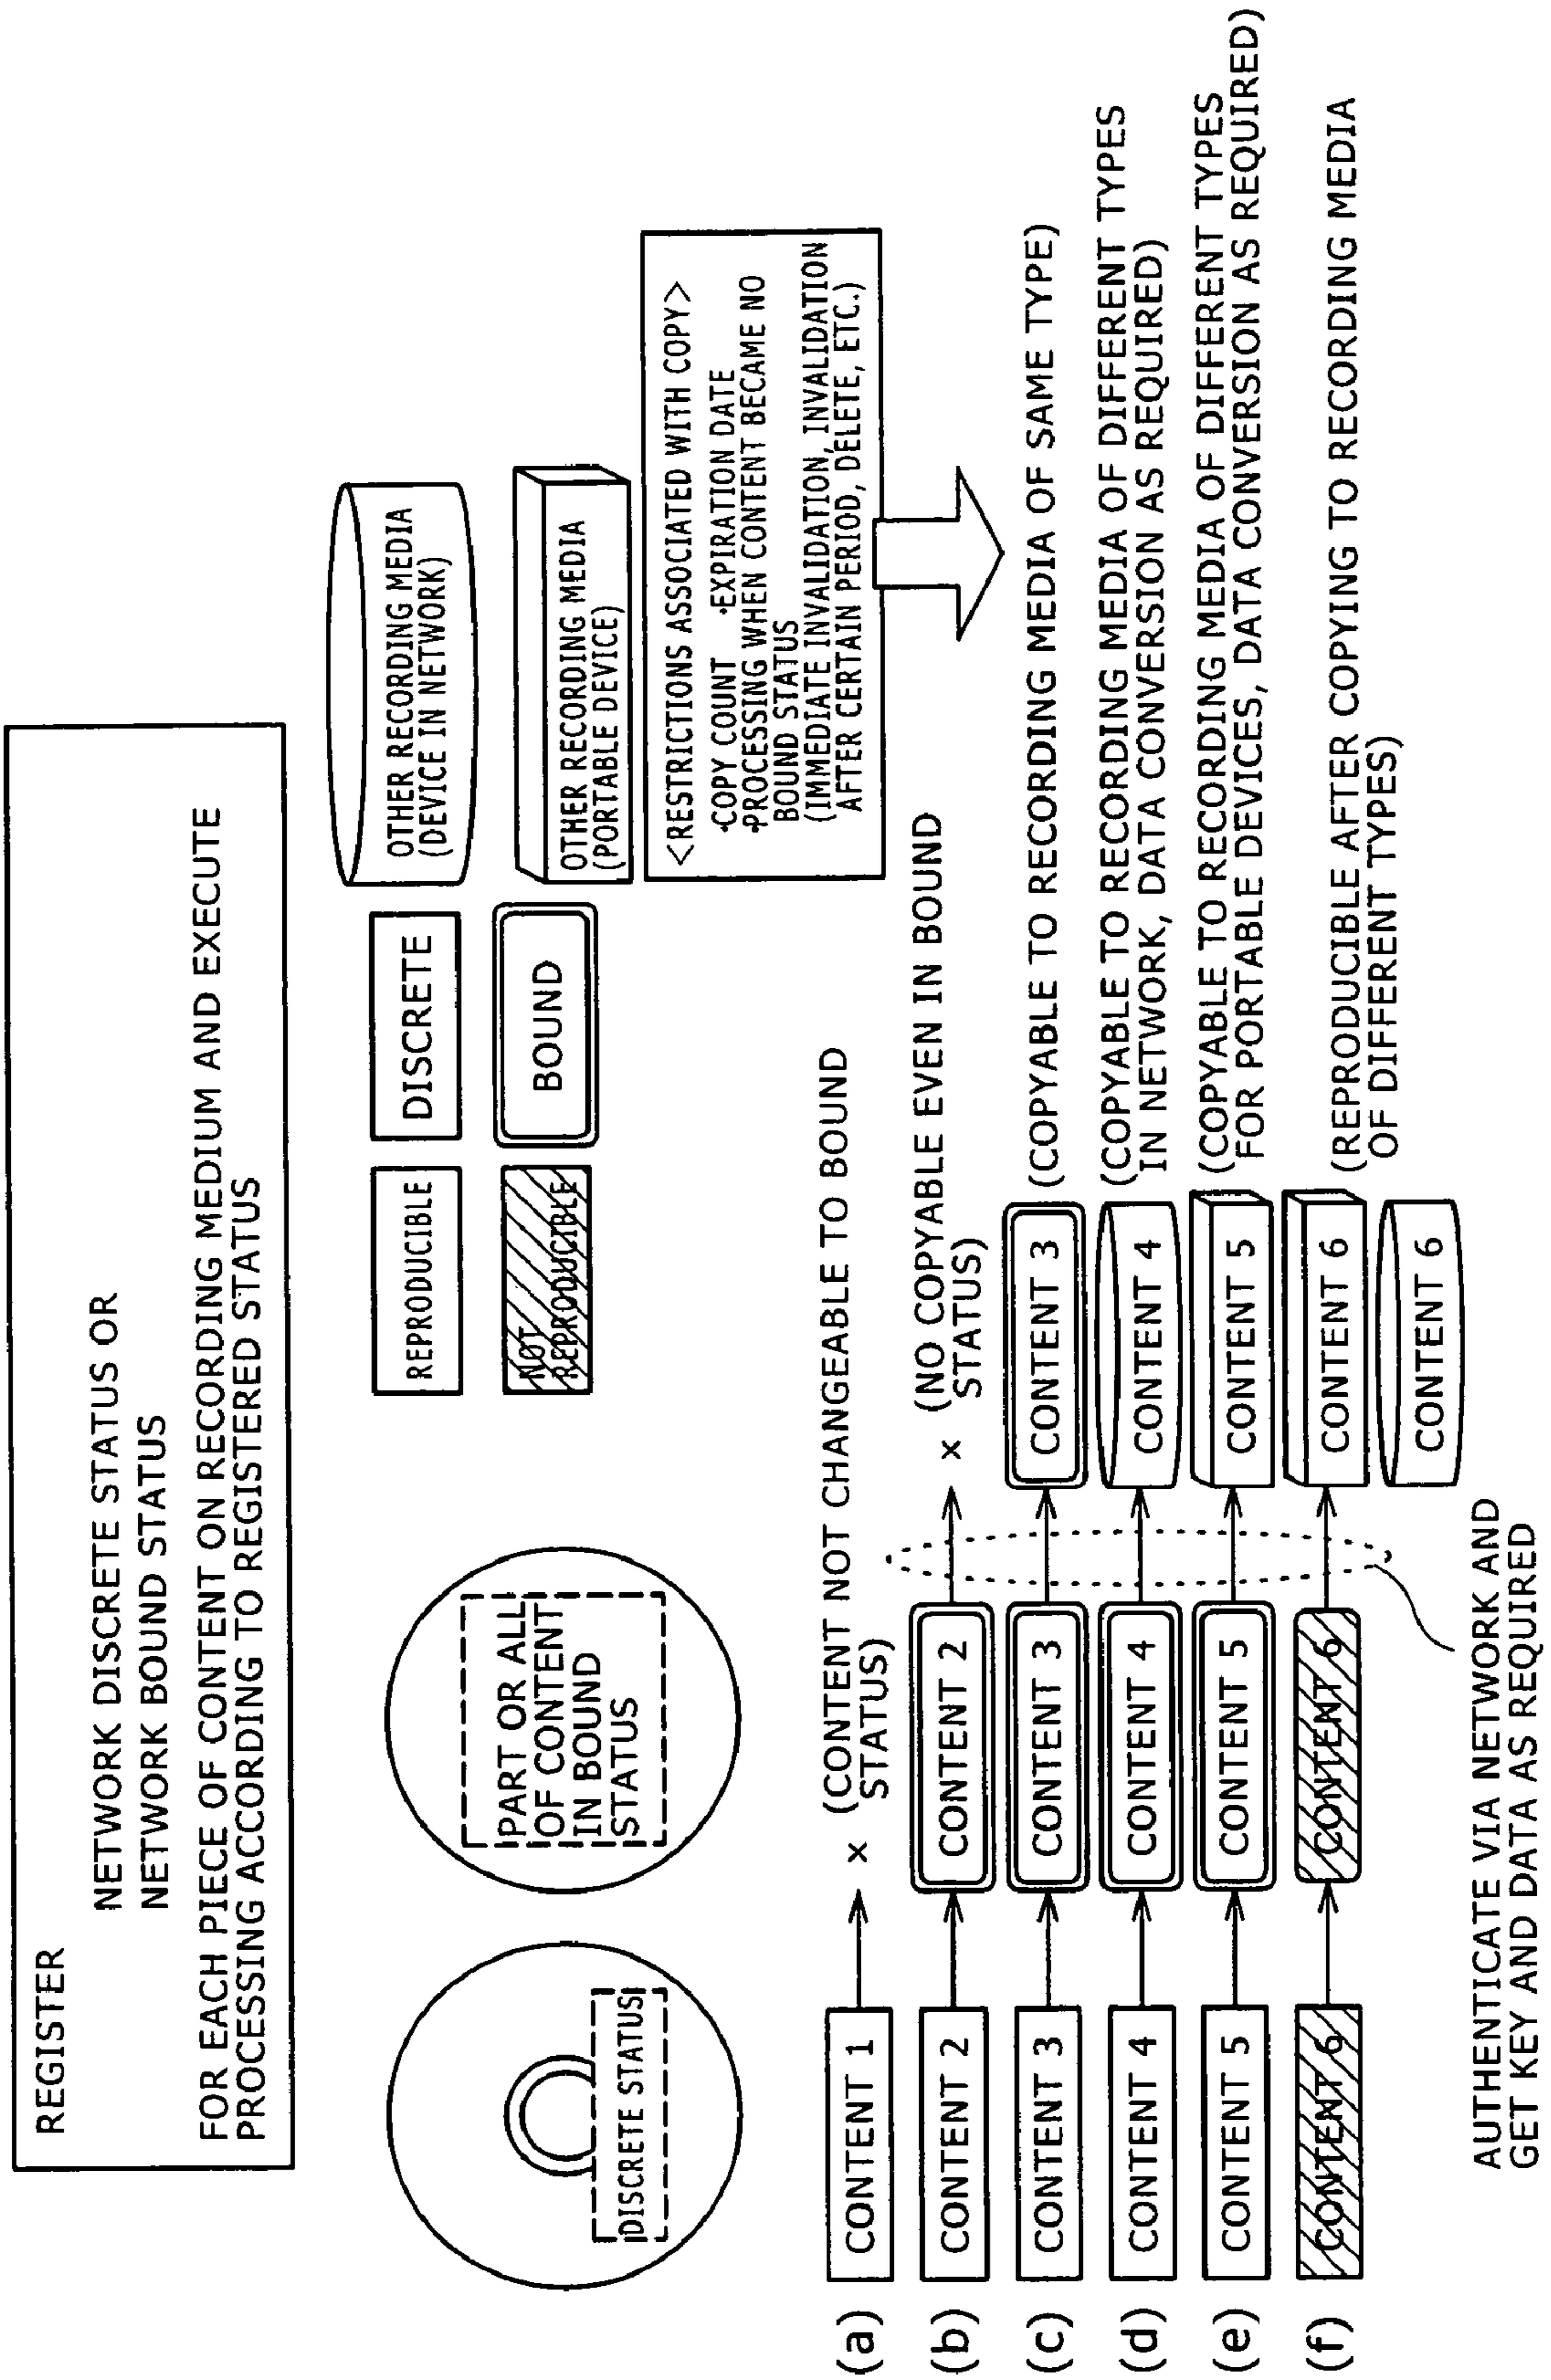 REGISTER
NETWORK DISCRETE STATUS OR
NETWORK BOUND STATUS
FOR EACH PIECE OF CONTENT ON RECORDING MEDIUM AND EXECUTE
PROCESSING ACCORDING TO REGISTERED STATUS
DISCRETE STATUS
PART OR ALL
OF CONTENT
IN BOUND
STATUS
REPRODUCIBLE
NOT
REPRODUCIBLE
DISCRETE
BOUND
OTHER RECORDING MEDIA
(DEVICE IN NETWORK)
OTHER RECORDING MEDIA
(PORTABLE DEVICE)
<RESTRICTIONS ASSOCIATED WITH COPY>
·COPY COUNT ·EXPIRATION DATE
·PROCESSING WHEN CONTENT BECAME NO
BOUND STATUS
(IMMEDIATE INVALIDATION, INVALIDATION
AFTER CERTAIN PERIOD, DELETE, ETC.)
(a) CONTENT 1 × (CONTENT NOT CHANGEABLE TO BOUND
STATUS)
(b) CONTENT 2 CONTENT 2 × (NO COPYABLE EVEN IN BOUND
STATUS)
(c) CONTENT 3 CONTENT 3 CONTENT 3 (COPYABLE TO RECORDING MEDIA OF SAME TYPE)
(d) CONTENT 4 CONTENT 4 CONTENT 4 (COPYABLE TO RECORDING MEDIA OF DIFFERENT TYPES
IN NETWORK, DATA CONVERSION AS REQUIRED)
(e) CONTENT 5 CONTENT 5 CONTENT 5 (COPYABLE TO RECORDING MEDIA OF DIFFERENT TYPES
FOR PORTABLE DEVICES, DATA CONVERSION AS REQUIRED)
(f) CONTENT 6 CONTENT 6 CONTENT 6 (REPRODUCIBLE AFTER COPYING TO RECORDING MEDIA
OF DIFFERENT TYPES)
CONTENT 6
AUTHENTICATE VIA NETWORK AND
GET KEY AND DATA AS REQUIRED